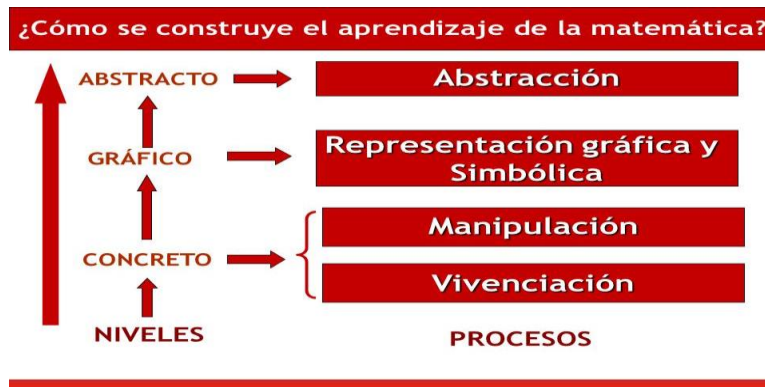 ¿Cómo se construye el aprendizaje de la matemática?
ABSTRACTO
Abstracción
GRÁFICO
Representación gráfica y
Simbólica
CONCRETO
Manipulación
Vivenciación
NIVELES
PROCESOS